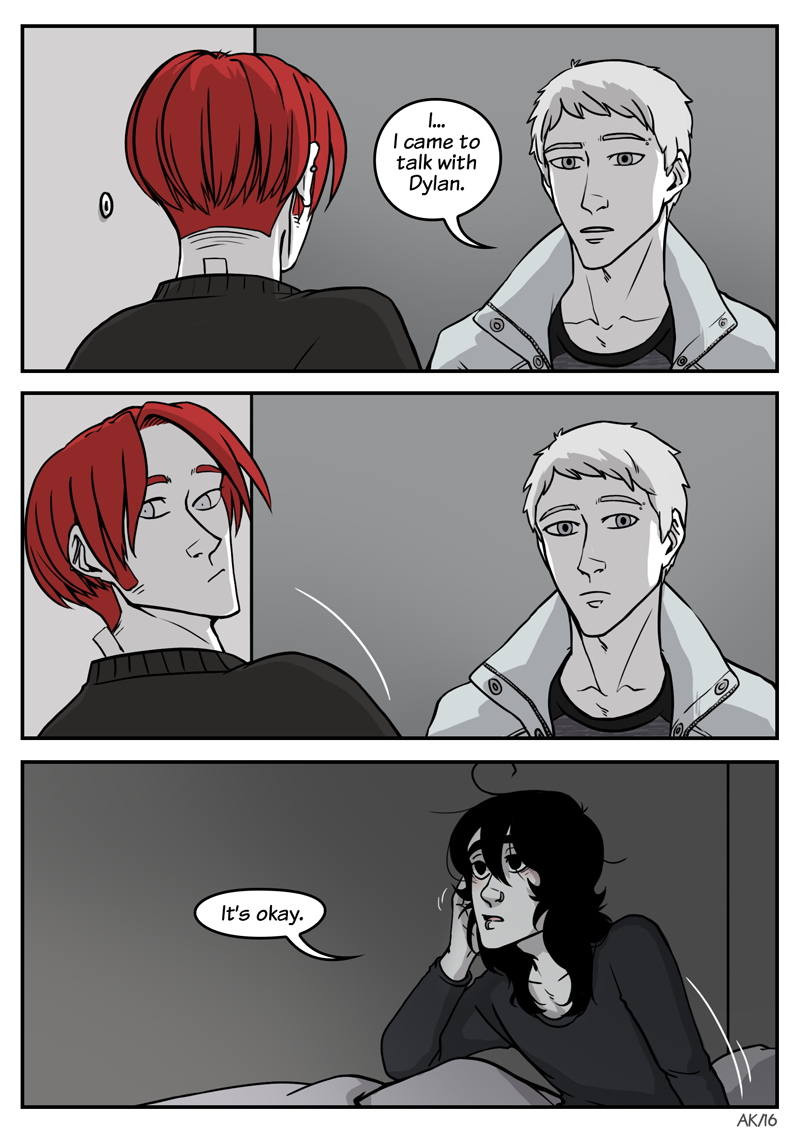 I...
I came to
talk with
Dylan.
It's okay.
AK/16